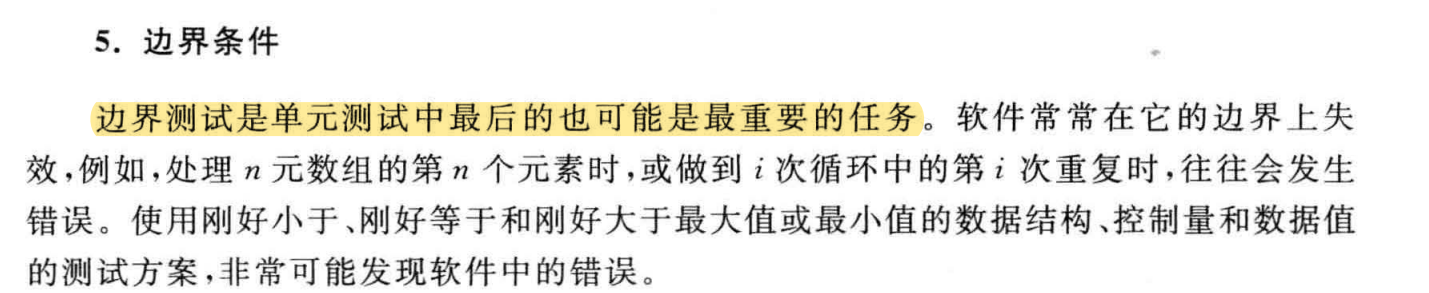 5. 边界条件
边界测试是单元测试中最后的也可能是最重要的任务。软件常常在它的边界上失
效,例如,处理 n 元数组的第 n 个元素时,或做到 i 次循环中的第 i 次重复时,往往会发生
错误。使用刚好小于、刚好等于和刚好大于最大值或最小值的数据结构、控制量和数据值
的测试方案,非常可能发现软件中的错误。